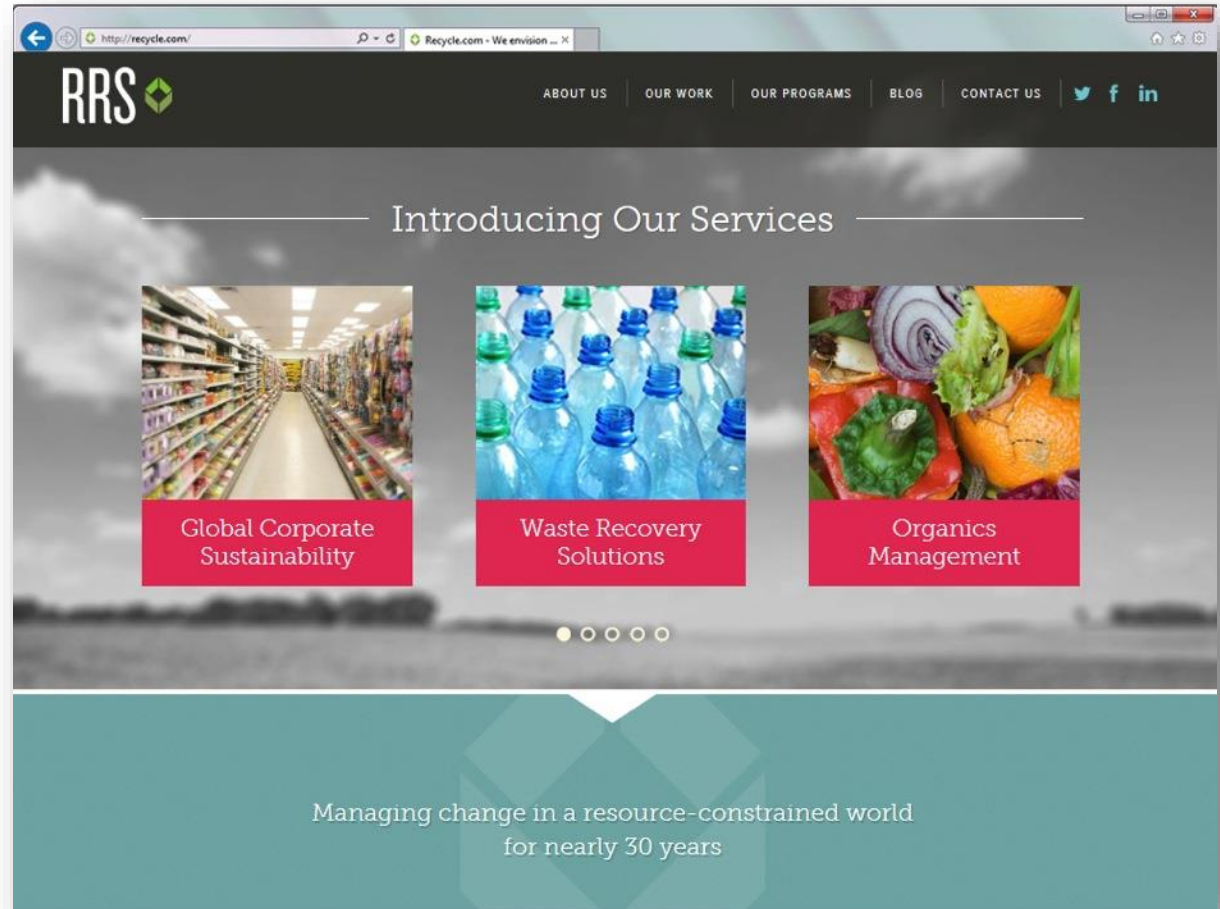 http://recycle.com/
Recycle.com - We envision ...
RRS
ABOUT US
OUR WORK
OUR PROGRAMS
BLOG
CONTACT US
Introducing Our Services
Global Corporate
Sustainability
Waste Recovery
Solutions
Organics
Management
Managing change in a resource-constrained world
for nearly 30 years